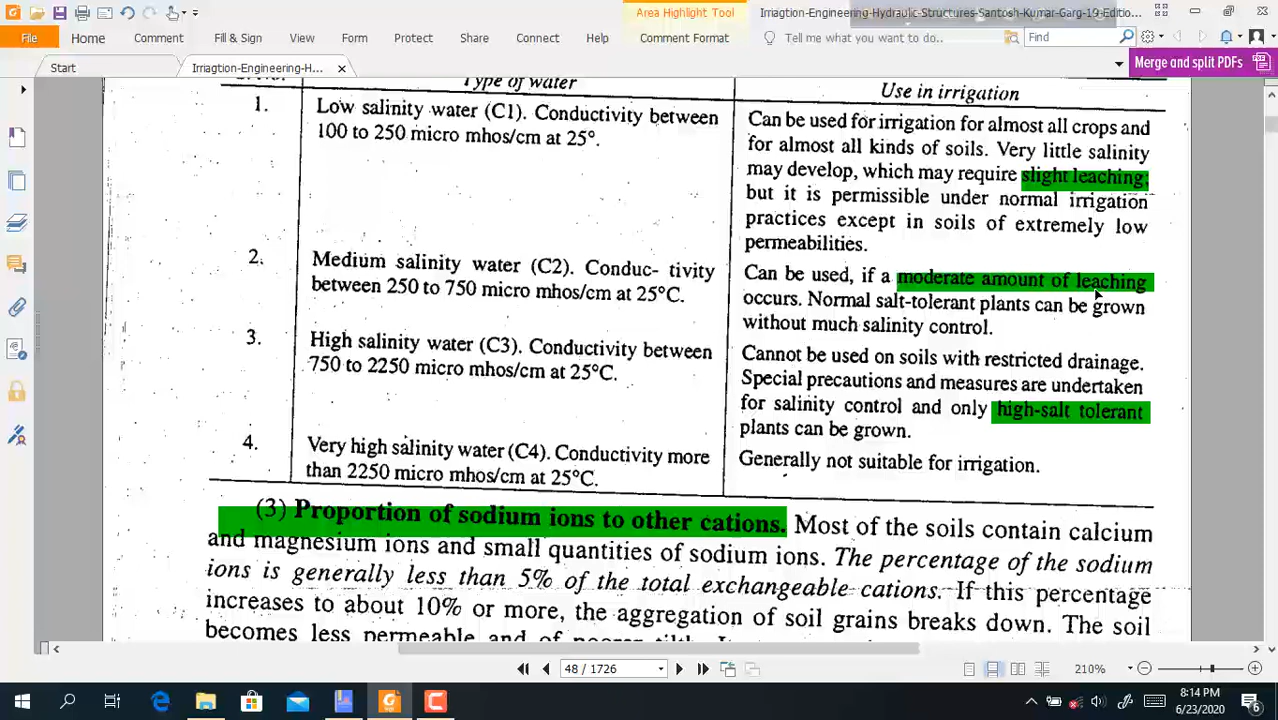 Area Highlight Tool
Irriagtion-Engineering-Hydraulic-Structures-Santosh-Kumar-Garg-19-Editio...
File
Home
Comment
Fill & Sign
View
Form
Protect
Share
Connect
Help
Comment Format
Tell me what you want to do..
Find
Start
Irriagtion-Engineering-H...
Merge and split PDFs
Type of water
Use in irrigation
1.
Low salinity water (C1). Conductivity between
100 to 250 micro mhos/cm at 25°.
Can be used for irrigation for almost all crops and
for almost all kinds of soils. Very little salinity
may develop, which may require slight leaching;
but it is permissible under normal irrigation
practices except in soils of extremely low
permeabilities.
2.
Medium salinity water (C2). Conduc- tivity
between 250 to 750 micro mhos/cm at 25°C.
Can be used, if a moderate amount of leaching
occurs. Normal salt-tolerant plants can be grown
without much salinity control.
3.
High salinity water (C3). Conductivity between
750 to 2250 micro mhos/cm at 25°C.
Cannot be used on soils with restricted drainage.
Special precautions and measures are undertaken
for salinity control and only high-salt tolerant
plants can be grown.
4.
Very high salinity water (C4). Conductivity more
than 2250 micro mhos/cm at 25°C.
Generally not suitable for irrigation.
(3) Proportion of sodium ions to other cations. Most of the soils contain calcium
and magnesium ions and small quantities of sodium ions. The percentage of the sodium
ions is generally less than 5% of the total exchangeable cations. If this percentage
increases to about 10% or more, the aggregation of soil grains breaks down. The soil
becomes less permeable and of poorer tilth.
48 / 1726
210%
8:14 PM
6/23/2020
6